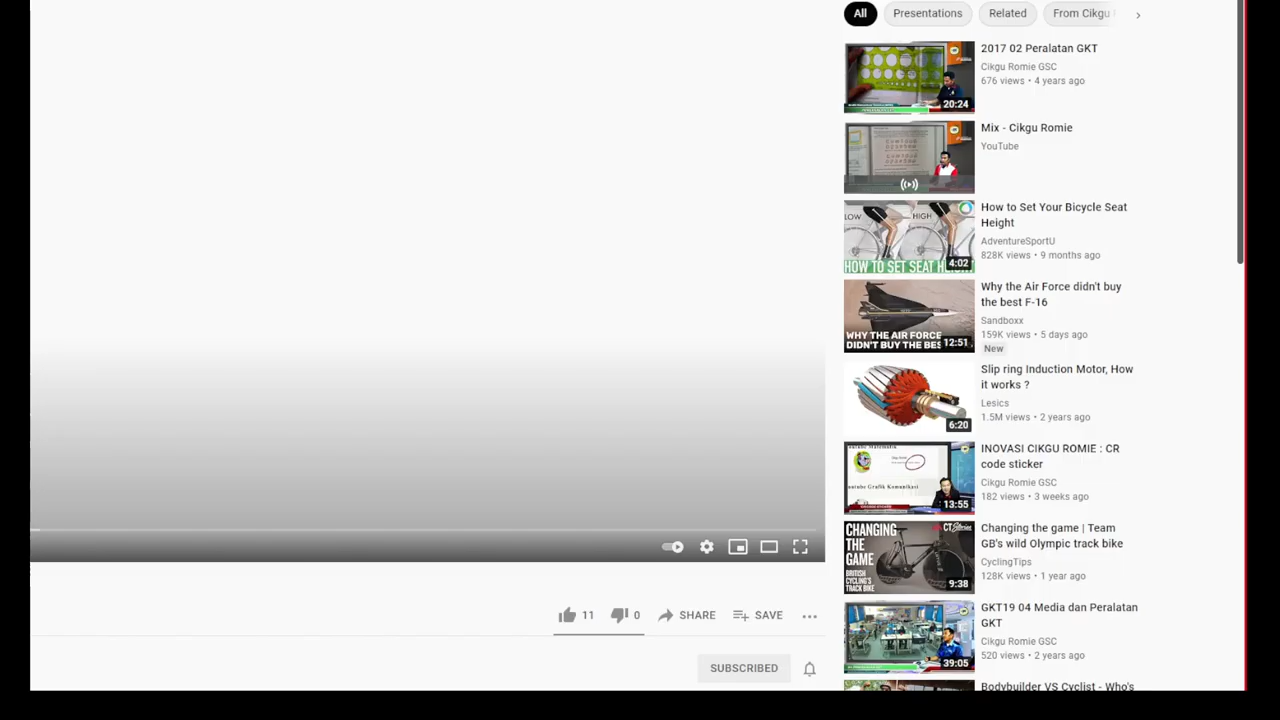 All
Presentations
Related
From Cikgu
2017 02 Peralatan GKT
Cikgu Romie GSC
676 views • 4 years ago
20:24
Mix - Cikgu Romie
YouTube
LOW
HIGH
HOW TO SET SEAT
4:02
How to Set Your Bicycle Seat
Height
AdventureSportU
828K views • 9 months ago
WHY THE AIR FORCE
DIDN'T BUY THE
12:51
Why the Air Force didn't buy
the best F-16
Sandboxx
159K views • 5 days ago
New
6:20
Slip ring Induction Motor, How
it works ?
Lesics
1.5M views • 2 years ago
13:55
INOVASI CIKGU ROMIE : CR
code sticker
Cikgu Romie GSC
182 views • 3 weeks ago
CHANGING
THE
GAME
BRITISH
CYCLING'S
TRACK BIKE
9:38
Changing the game | Team
GB's wild Olympic track bike
CyclingTips
128K views • 1 year ago
39:05
GKT19 04 Media dan Peralatan
GKT
Cikgu Romie GSC
520 views • 2 years ago
Bodybuilder VS Cyclist - Who's
11
0
SHARE
SAVE
SUBSCRIBED